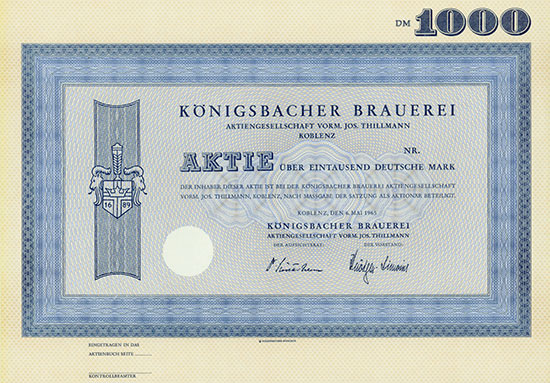 DM 1000
KÖNIGSBACHER BRAUEREI
AKTIENGESELLSCHAFT VORM. JOS. THILLMANN
KOBLENZ
NR.
AKTIE ÜBER EINTAUSEND DEUTSCHE MARK
DER INHABER DIESER AKTIE IST BEI DER KÖNIGSBACHER BRAUEREI AKTIENGESELLSCHAFT
VORM. JOS. THILLMANN, KOBLENZ, NACH MASSGABE DER SATZUNG ALS AKTIONÄR BETEILIGT.
KOBLENZ, DEN 6. MAI 1965
KÖNIGSBACHER BRAUEREI
AKTIENGESELLSCHAFT VORM. JOS. THILLMANN
DER AUFSICHTSRAT: DER VORSTAND:
16 89
EINGETRAGEN IN DAS
AKTIENBUCH SEITE
KONTROLLBEAMTER